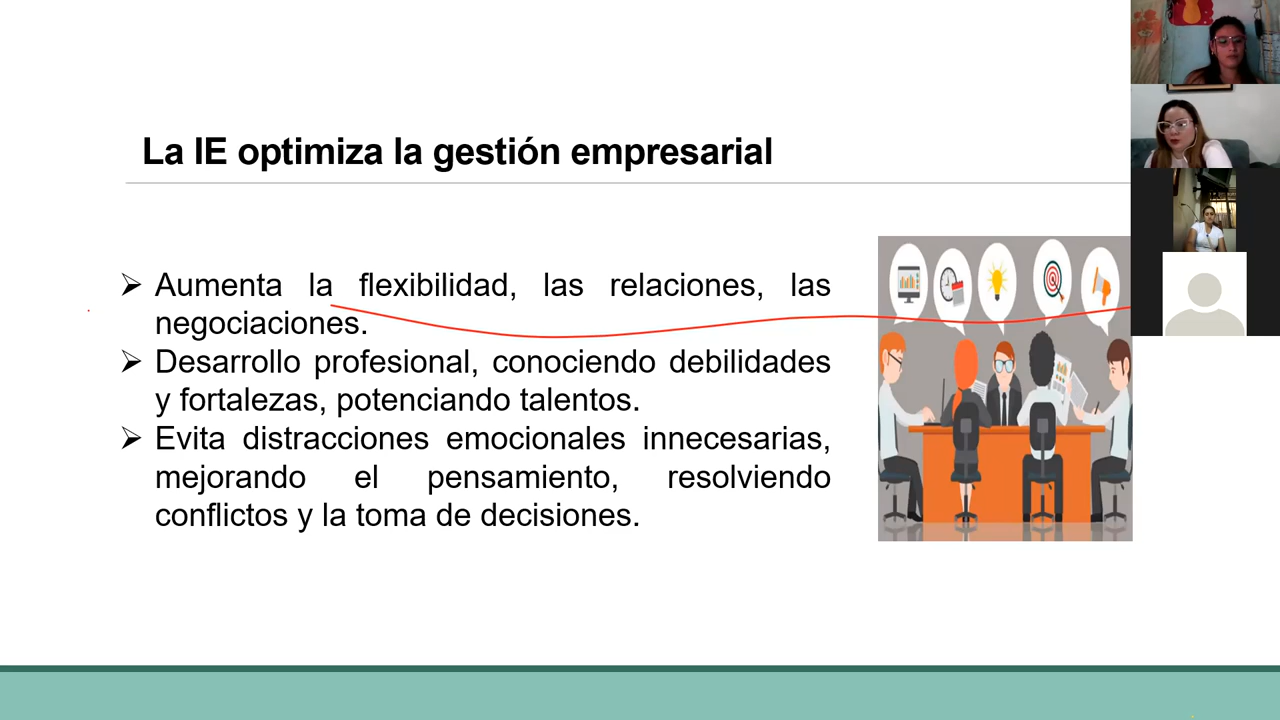 La IE optimiza la gestión empresarial
➢ Aumenta la flexibilidad, las relaciones, las
negociaciones.
➢ Desarrollo profesional, conociendo debilidades
y fortalezas, potenciando talentos.
➢ Evita distracciones emocionales innecesarias,
mejorando el pensamiento, resolviendo
conflictos y la toma de decisiones.